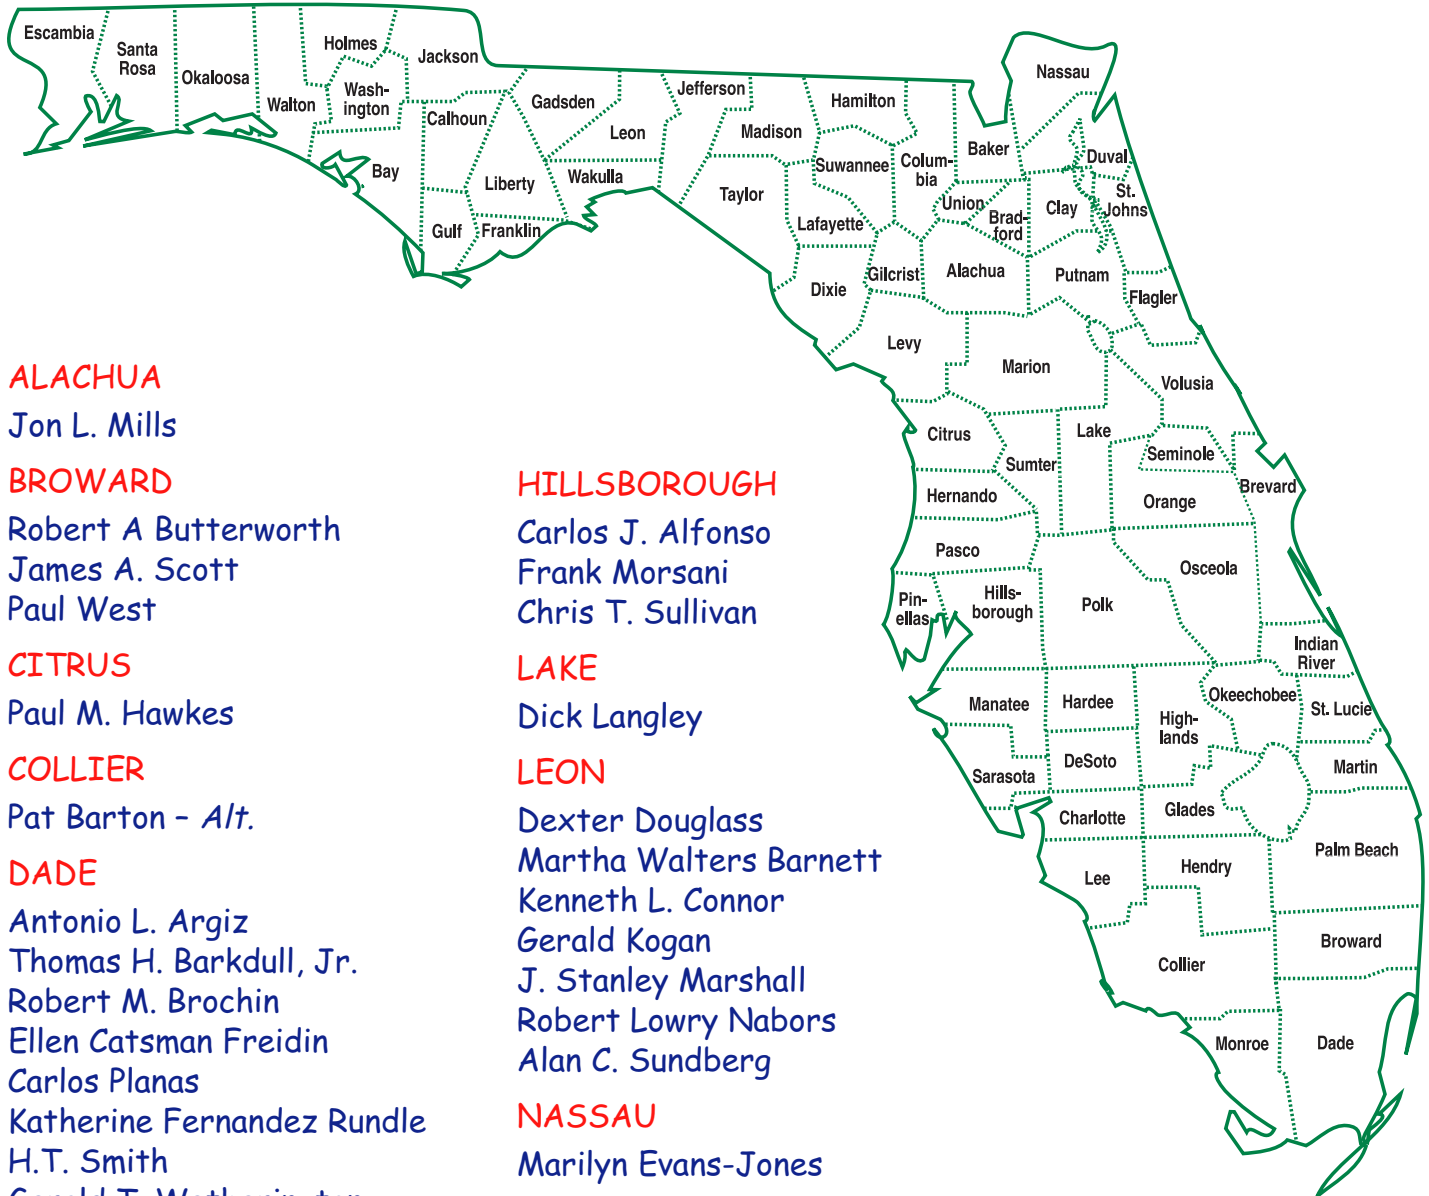 Escambia
Santa
Rosa
Okaloosa
Walton
Holmes
Wash-
ington
Jackson
Bay
Calhoun
Gulf
Liberty
Franklin
Gadsden
Leon
Wakulla
Jefferson
Madison
Taylor
Hamilton
Suwannee
Lafayette
Dixie
Colum-
bia
Gilcrist
Baker
Union
Brad-
ford
Alachua
Nassau
Duval
Clay
St.
Johns
Putnam
Flagler
Levy
Marion
Volusia
Citrus
Sumter
Lake
Seminole
Orange
Brevard
Hernando
Pasco
Pin-
ellas
Hills-
borough
Polk
Osceola
Indian
River
Manatee
Hardee
High-
lands
Okeechobee
St. Lucie
Sarasota
DeSoto
Martin
Charlotte
Glades
Palm Beach
Lee
Hendry
Broward
Collier
Monroe
Dade
ALACHUA
Jon L. Mills
BROWARD
Robert A Butterworth
James A. Scott
Paul West
CITRUS
Paul M. Hawkes
COLLIER
Pat Barton – Alt.
DADE
Antonio L. Argiz
Thomas H. Barkdull, Jr.
Robert M. Brochin
Ellen Catsman Freidin
Carlos Planas
Katherine Fernandez Rundle
H.T. Smith
HILLSBOROUGH
Carlos J. Alfonso
Frank Morsani
Chris T. Sullivan
LAKE
Dick Langley
LEON
Dexter Douglass
Martha Walters Barnett
Kenneth L. Connor
Gerald Kogan
J. Stanley Marshall
Robert Lowry Nabors
Alan C. Sundberg
NASSAU
Marilyn Evans-Jones